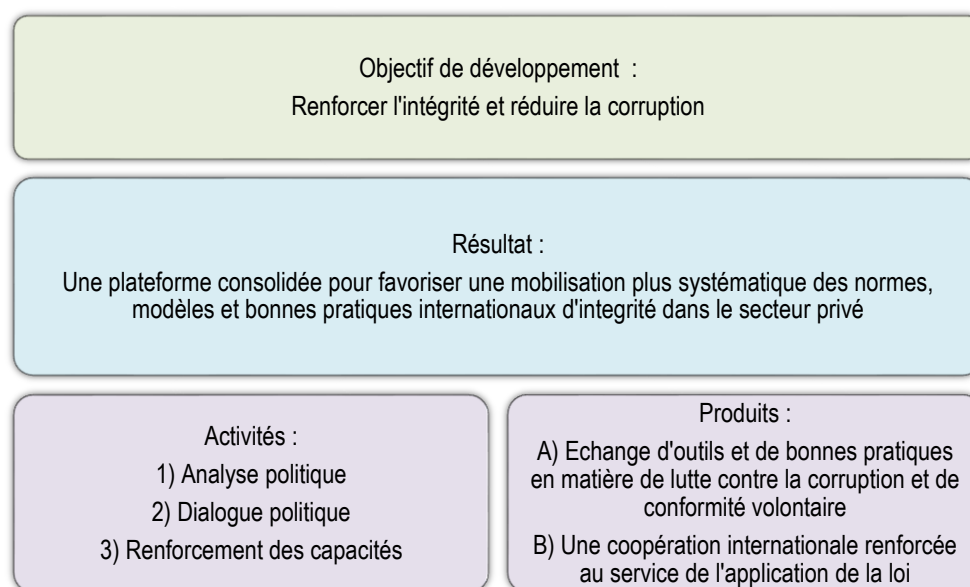 Objectif de développement  :
Renforcer l'intégrité et réduire la corruption
Résultat :
Une plateforme consolidée pour favoriser une mobilisation plus systématique des normes,
modèles et bonnes pratiques internationaux d'integrité dans le secteur privé
Activités :
1) Analyse politique
2) Dialogue politique
3) Renforcement des capacités
Produits :
A) Echange d'outils et de bonnes pratiques
en matière de lutte contre la corruption et de
conformité volontaire
B) Une coopération internationale renforcée
au service de l'application de la loi